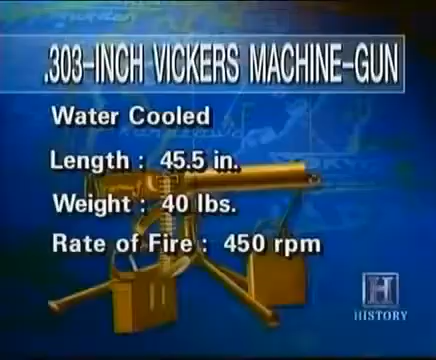 .303-INCH VICKERS MACHINE-GUN
Water Cooled
Length : 45.5 in.
Weight : 40 lbs.
Rate of Fire : 450 rpm
H
HISTORY